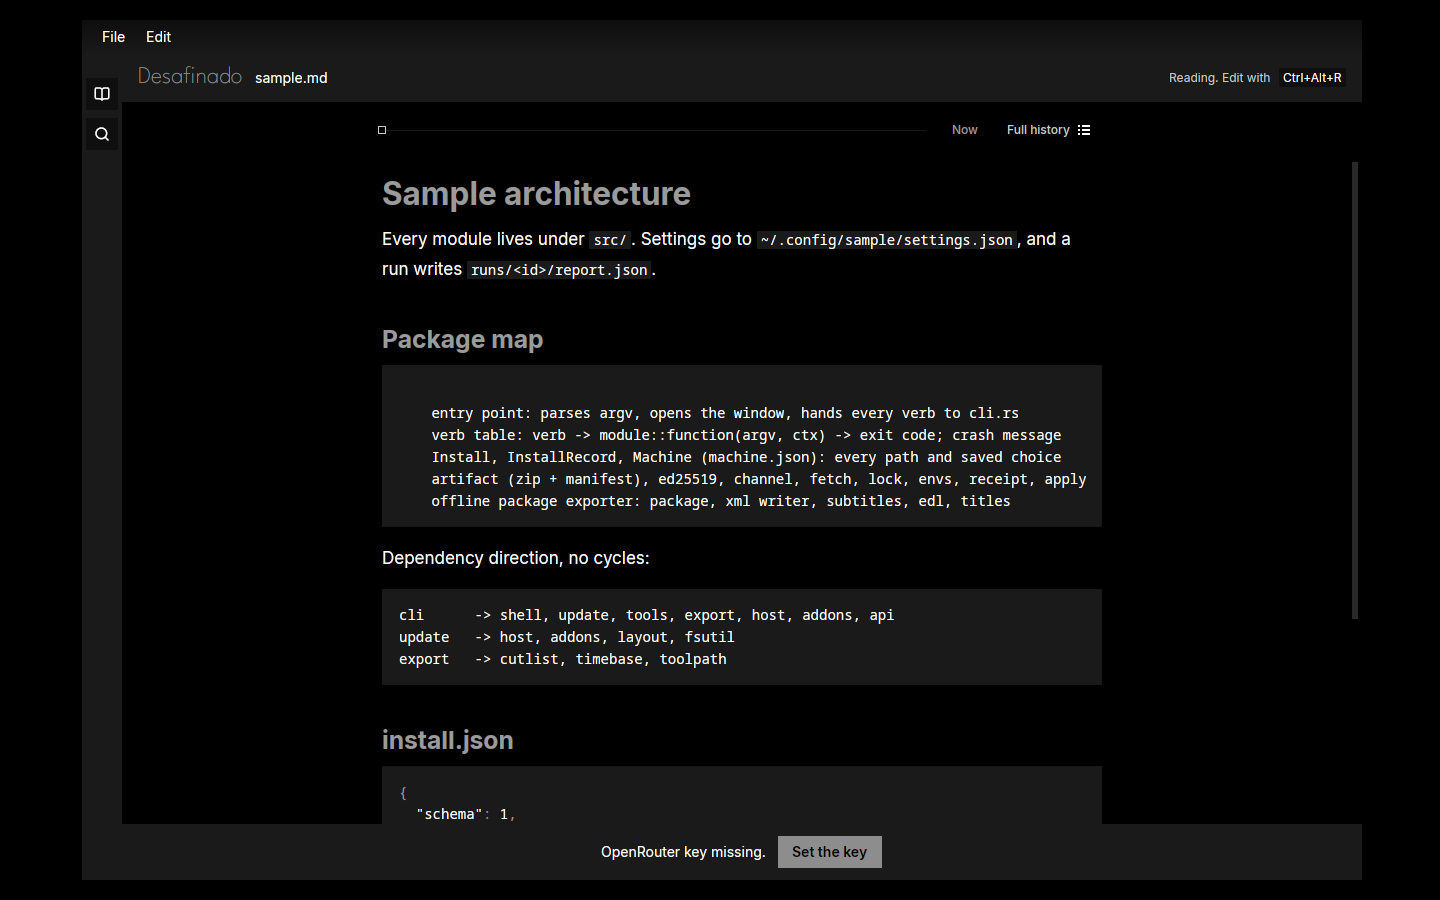 File Edit
Desafinado sample.md
Reading. Edit with Ctrl+Alt+R
Now Full history
Sample architecture
Every module lives under src/. Settings go to ~/.config/sample/settings.json, and a
run writes runs/<id>/report.json.
Package map
entry point: parses argv, opens the window, hands every verb to cli.rs
verb table: verb -> module::function(argv, ctx) -> exit code; crash message
Install, InstallRecord, Machine (machine.json): every path and saved choice
artifact (zip + manifest), ed25519, channel, fetch, lock, envs, receipt, apply
offline package exporter: package, xml writer, subtitles, edl, titles
Dependency direction, no cycles:
cli      -> shell, update, tools, export, host, addons, api
update   -> host, addons, layout, fsutil
export   -> cutlist, timebase, toolpath
install.json
{
  "schema": 1,
OpenRouter key missing. Set the key